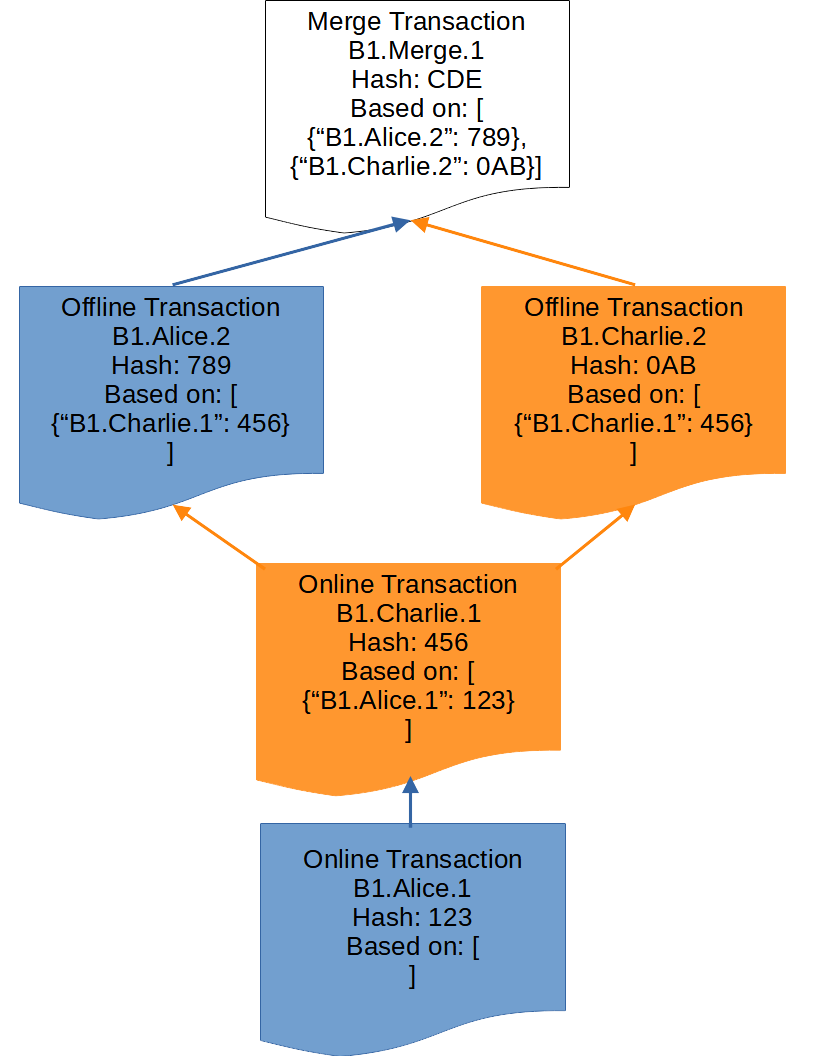 Merge Transaction
B1.Merge.1
Hash: CDE
Based on: [
{“B1.Alice.2”: 789},
{“B1.Charlie.2”: 0AB}]
Offline Transaction
B1.Alice.2
Hash: 789
Based on: [
{“B1.Charlie.1”: 456}
]
Offline Transaction
B1.Charlie.2
Hash: 0AB
Based on: [
{“B1.Charlie.1”: 456}
]
Online Transaction
B1.Charlie.1
Hash: 456
Based on: [
{“B1.Alice.1”: 123}
]
Online Transaction
B1.Alice.1
Hash: 123
Based on: [
]